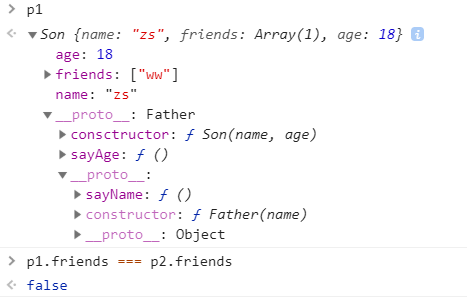 > p1
<· ▼Son {name: "zs", friends: Array(1), age: 18} i
age: 18
▶friends: ["ww"]
name: "zs"
▼__proto__: Father
▶consctructor: ƒ Son(name, age)
▶sayAge: ƒ ()
▼__proto__:
▶sayName: ƒ ()
▶constructor: ƒ Father(name)
▶__proto__: Object
> p1.friends === p2.friends
<· false